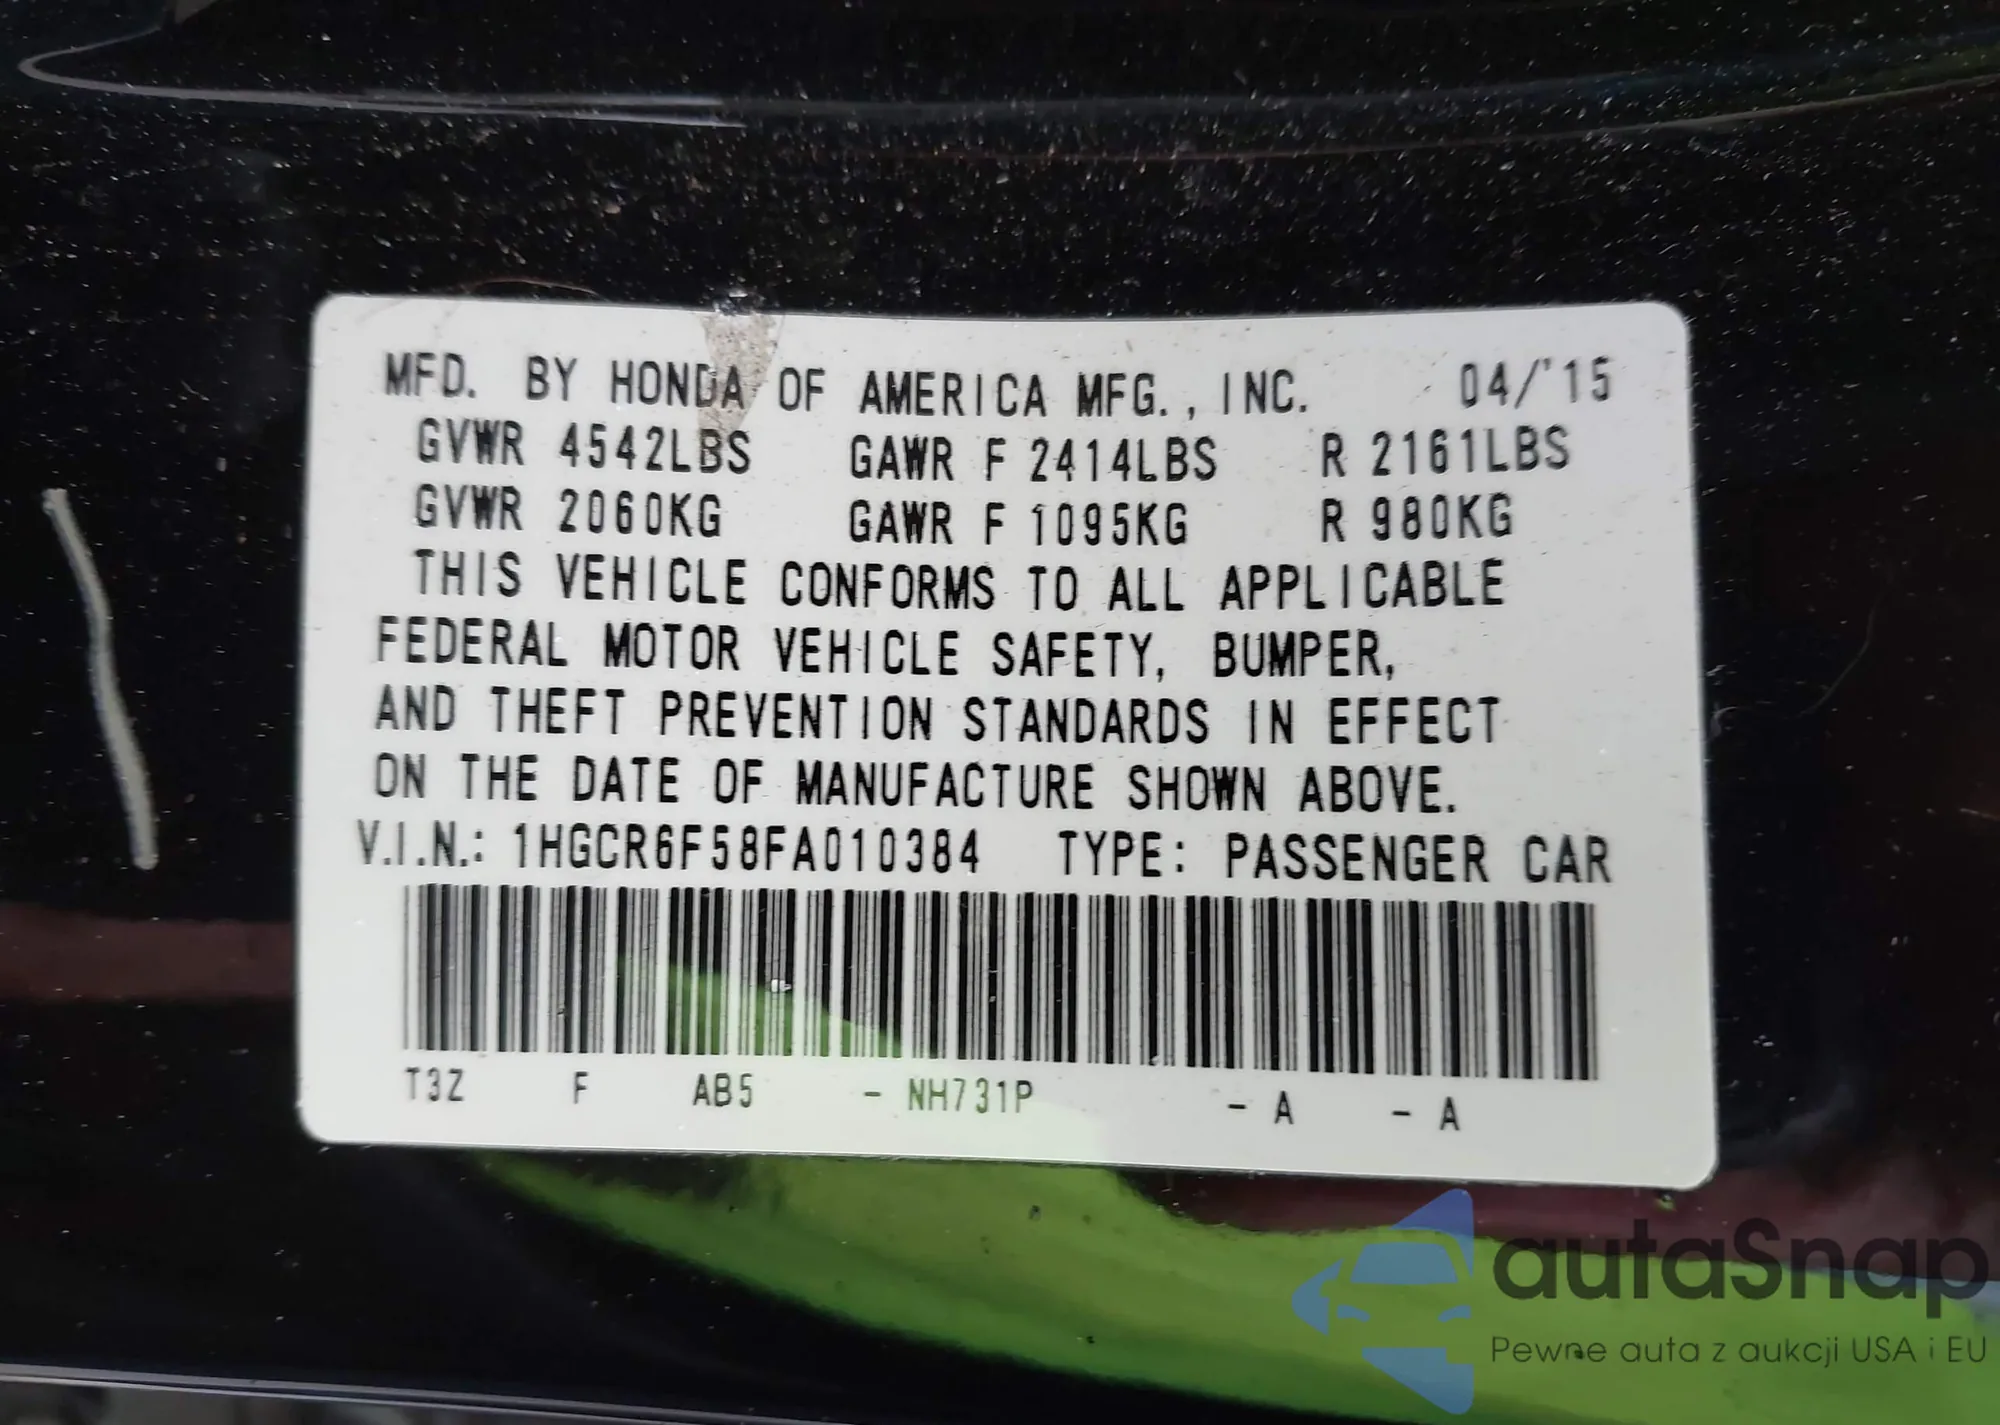 MFD. BY HONDA OF AMERICA MFG., INC. 04/'15
GVWR 4542LBS GAWR F 2414LBS R 2161LBS
GVWR 2060KG GAWR F 1095KG R 980KG
THIS VEHICLE CONFORMS TO ALL APPLICABLE
FEDERAL MOTOR VEHICLE SAFETY, BUMPER,
AND THEFT PREVENTION STANDARDS IN EFFECT
ON THE DATE OF MANUFACTURE SHOWN ABOVE.
V.I.N.: 1HGCR6F58FA010384 TYPE: PASSENGER CAR
T3Z F AB5 - NH731P - A - A
autaSnap
Pewne auta z aukcji USA i EU